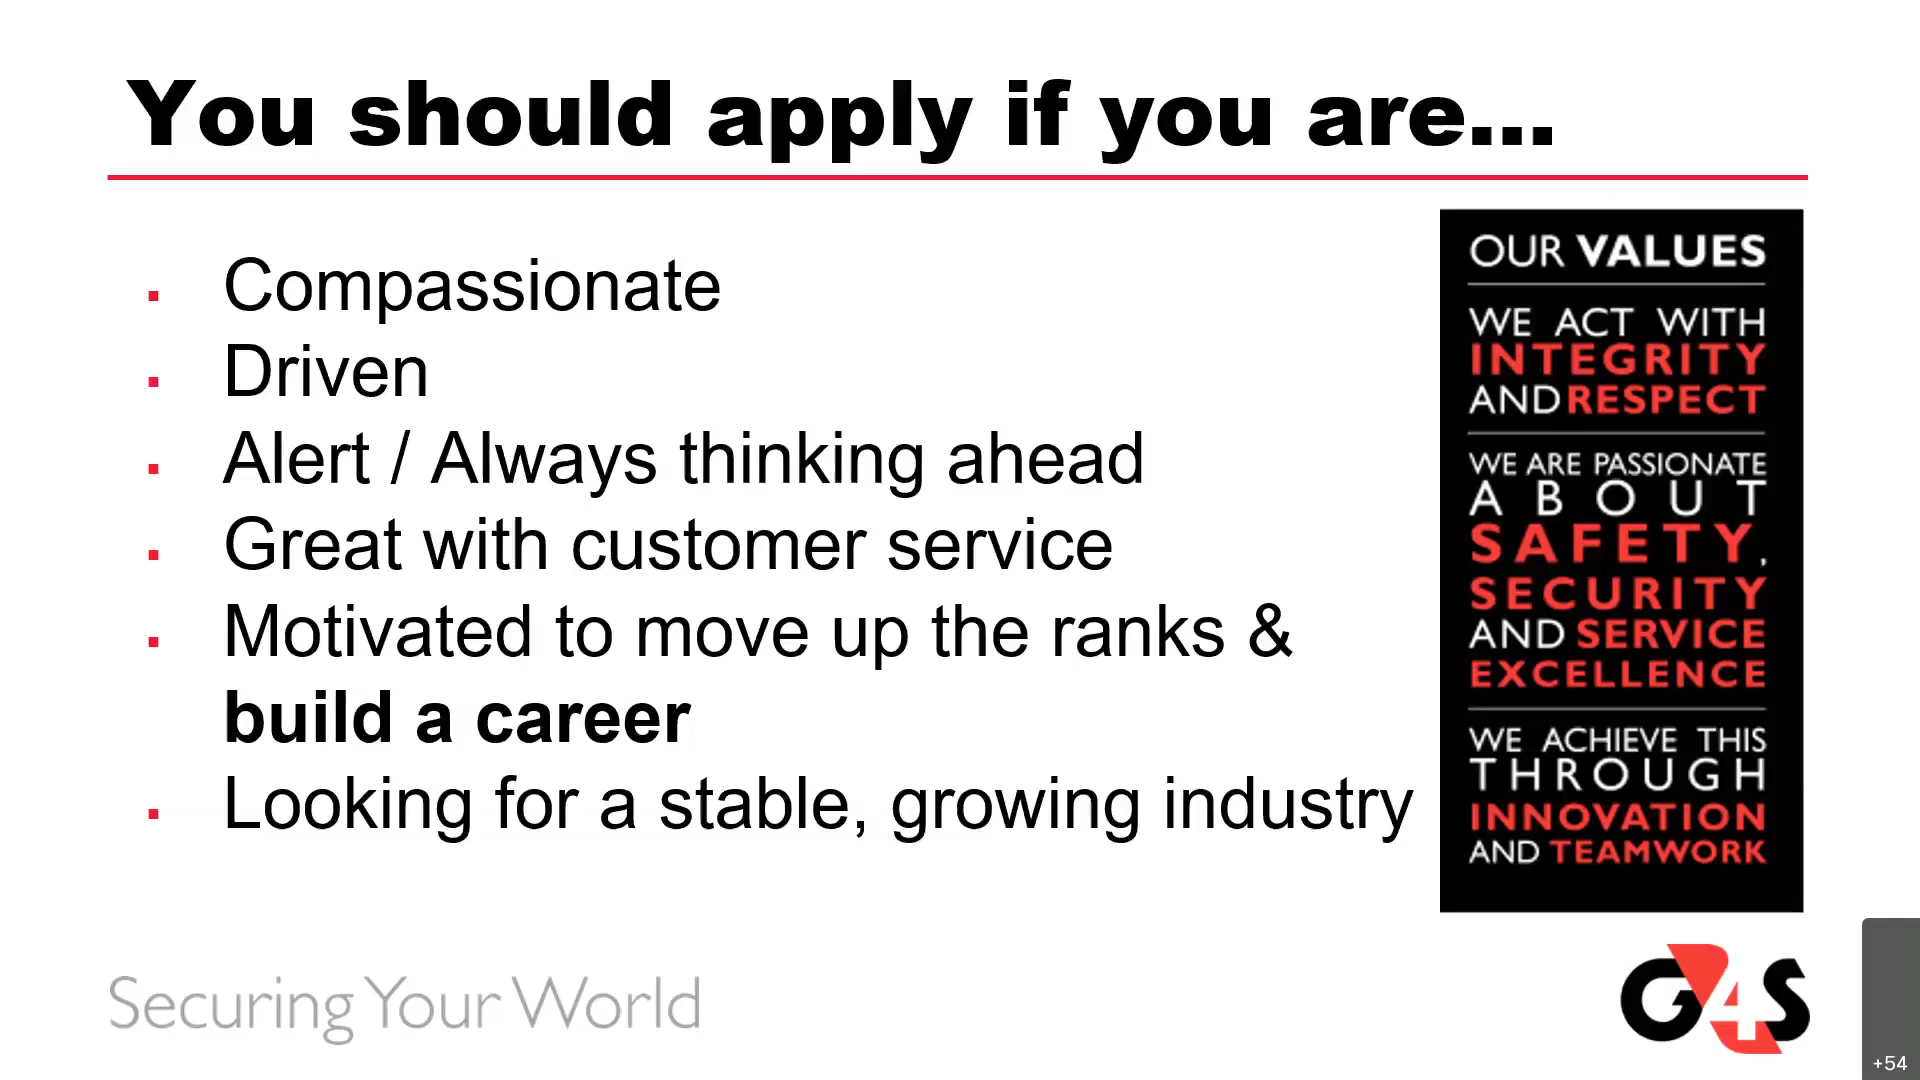 You should apply if you are...
▪ Compassionate
▪ Driven
▪ Alert / Always thinking ahead
▪ Great with customer service
▪ Motivated to move up the ranks &
build a career
▪ Looking for a stable, growing industry
OUR VALUES
WE ACT WITH
INTEGRITY
AND RESPECT
WE ARE PASSIONATE
ABOUT
SAFETY,
SECURITY
AND SERVICE
EXCELLENCE
WE ACHIEVE THIS
THROUGH
INNOVATION
AND TEAMWORK
Securing Your World
G4S
+54